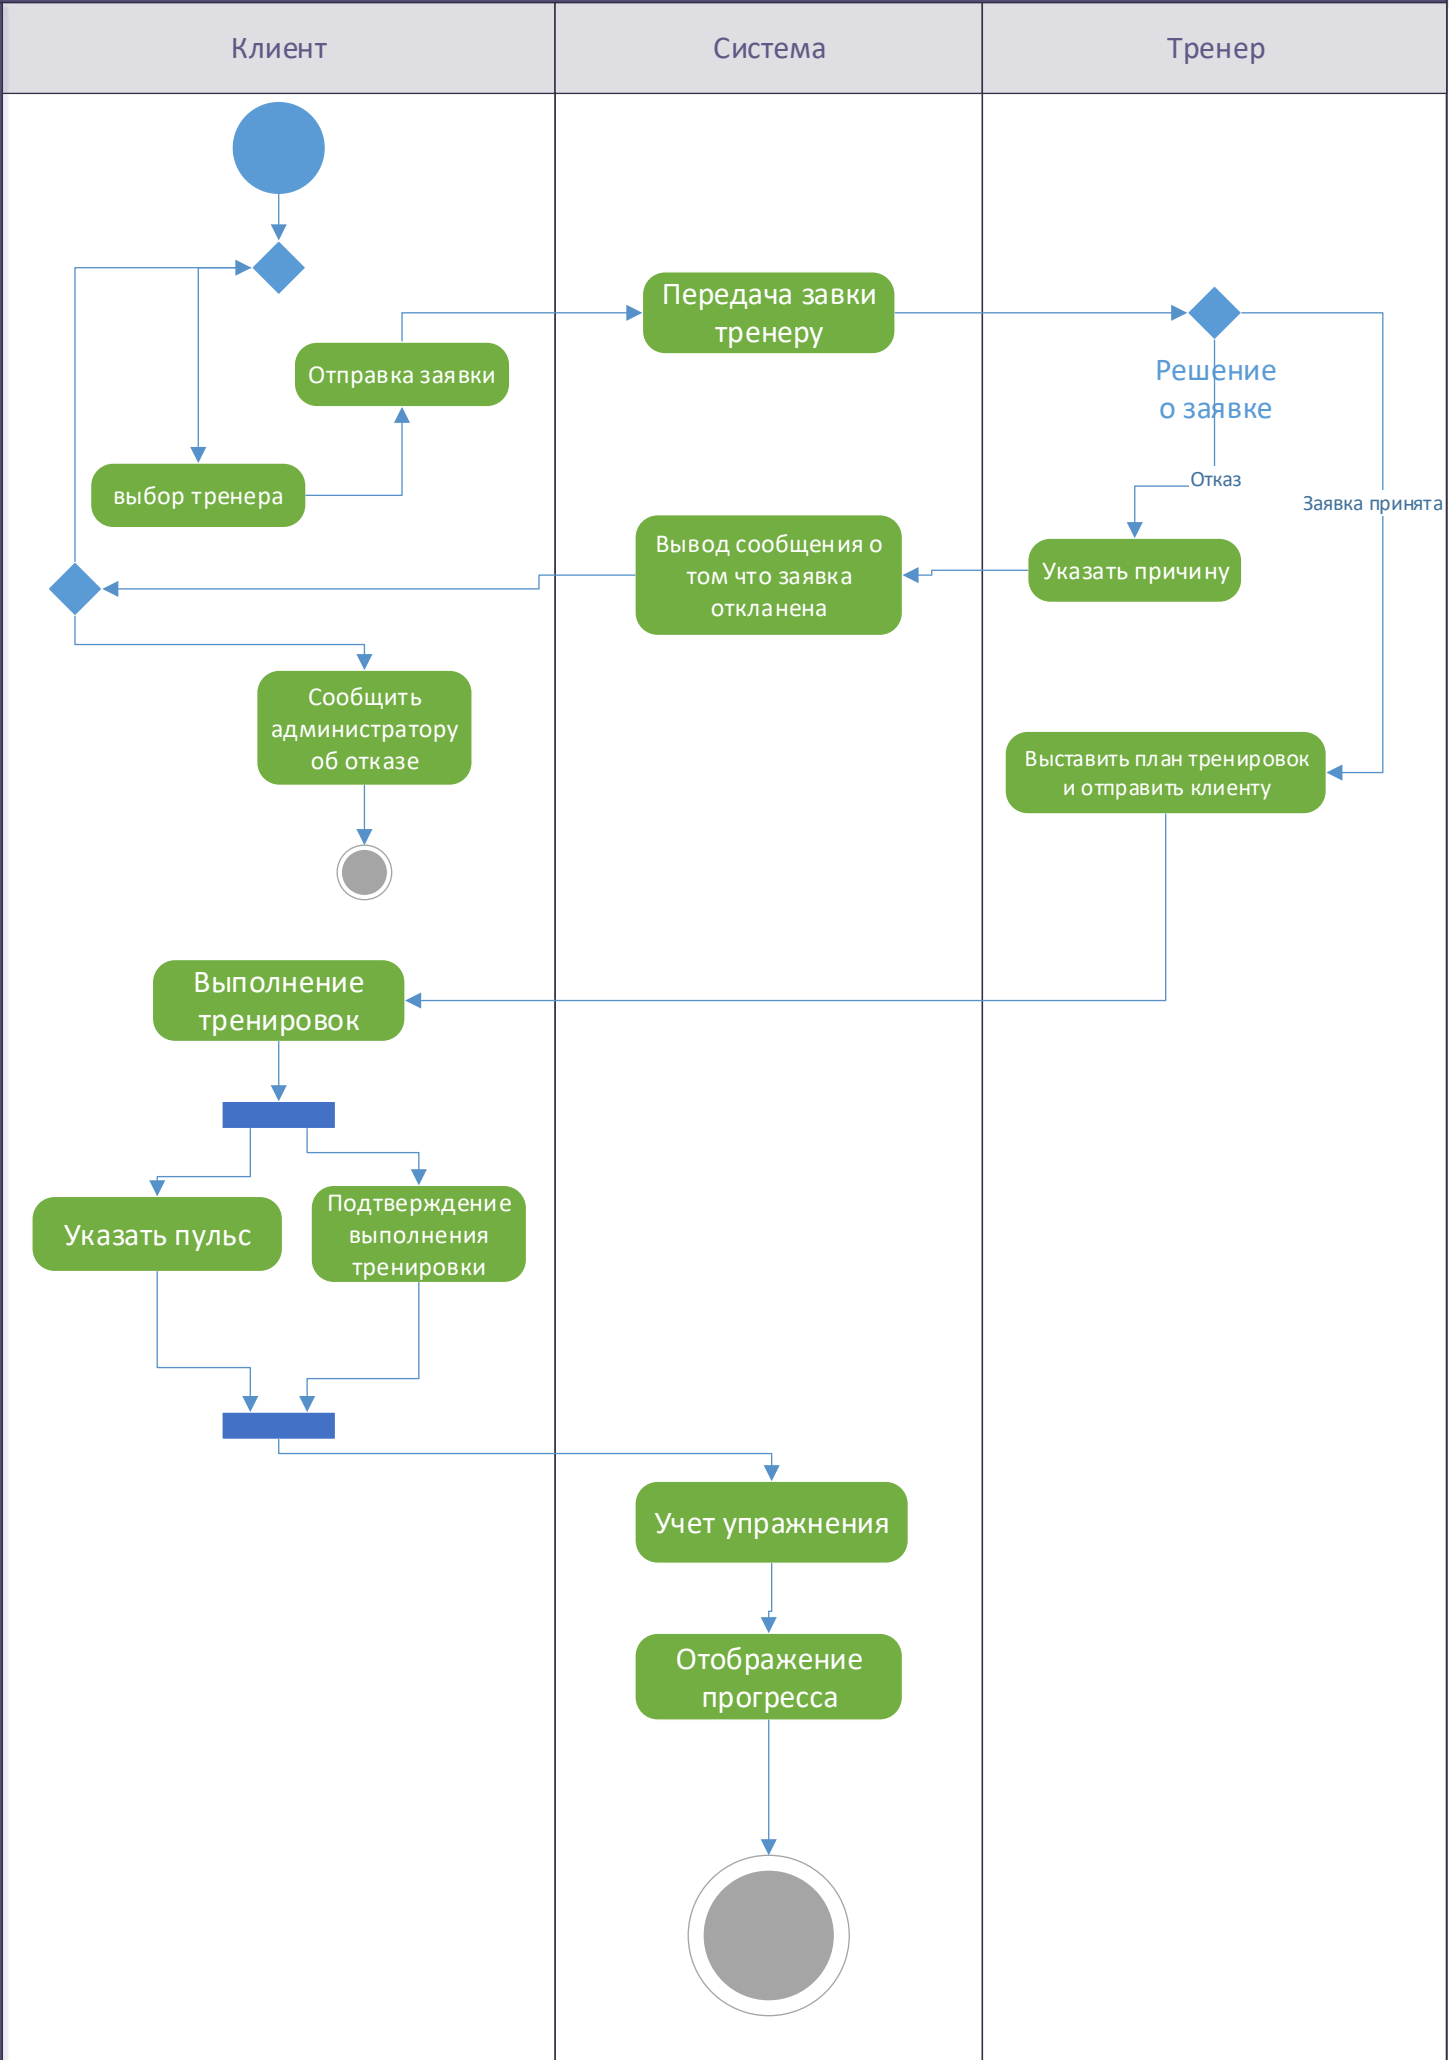 Клиент
Система
Тренер
Передача завки
тренеру
Отправка заявки
Решение
о заявке
выбор тренера
Отказ
Заявка принята
Вывод сообщения о
том что заявка
откланена
Указать причину
Сообщить
администратору
об отказе
Выставить план тренировок
и отправить клиенту
Выполнение
тренировок
Указать пульс
Подтверждение
выполнения
тренировки
Учет упражнения
Отображение
прогресса